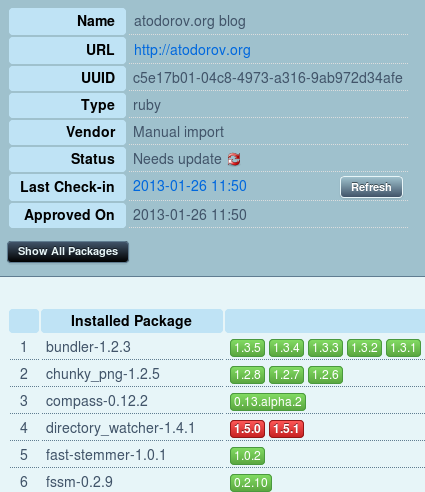 Name atodorov.org blog
URL http://atodorov.org
UUID c5e17b01-04c8-4973-a316-9ab972d34afe
Type ruby
Vendor Manual import
Status Needs update
Last Check-in 2013-01-26 11:50 Refresh
Approved On 2013-01-26 11:50
Show All Packages
Installed Package
1 bundler-1.2.3 1.3.5 1.3.4 1.3.3 1.3.2 1.3.1
2 chunky_png-1.2.5 1.2.8 1.2.7 1.2.6
3 compass-0.12.2 0.13.alpha.2
4 directory_watcher-1.4.1 1.5.0 1.5.1
5 fast-stemmer-1.0.1 1.0.2
6 fssm-0.2.9 0.2.10